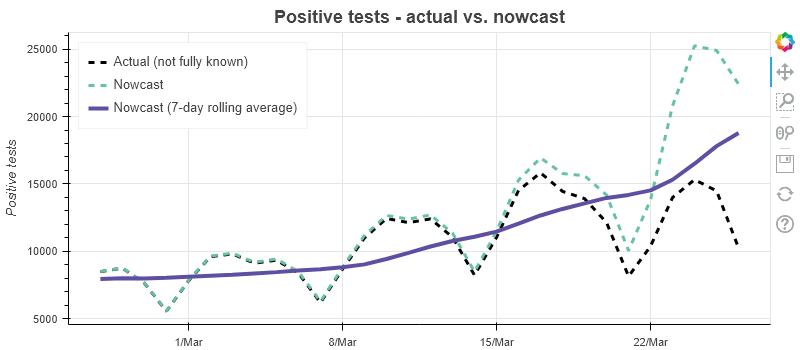 Positive tests - actual vs. nowcast
Actual (not fully known)
Nowcast
Nowcast (7-day rolling average)
Positive tests
25000
20000
15000
10000
5000
1/Mar
8/Mar
15/Mar
22/Mar